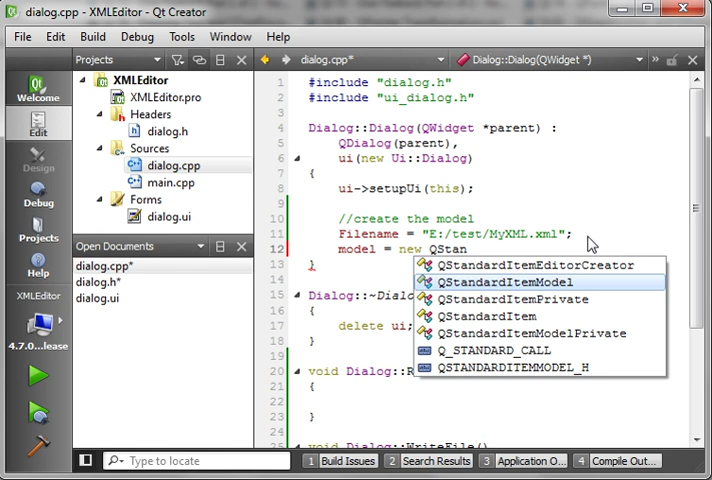 dialog.cpp* - XMLEditor - Qt Creator
File Edit Build Debug Tools Window Help
Projects
dialog.cpp*
Dialog::Dialog(QWidget *)
»
Welcome
Edit
Design
Debug
Projects
Help
XMLEditor
4.7.0...lease
XMLEditor
XMLEditor.pro
Headers
dialog.h
Sources
dialog.cpp
main.cpp
Forms
dialog.ui
Open Documents
dialog.cpp*
dialog.h*
dialog.ui
1 #include "dialog.h"
2 #include "ui_dialog.h"
3
4 Dialog::Dialog(QWidget *parent) :
5 QDialog(parent),
6 ui(new Ui::Dialog)
7 {
8 ui->setupUi(this);
9
10 //create the model
11 Filename = "E:/test/MyXML.xml";
12 model = new QStan
13 }
14
15 Dialog::~Dialo
16 {
17 delete ui;
18 }
19
20 void Dialog::R
21 {
22
23 }
24
25 void Dialog::WriteFile()
QStandardItemEditorCreator
QStandardItemModel
QStandardItemPrivate
QStandardItem
QStandardItemModelPrivate
Q_STANDARD_CALL
QSTANDARDITEMMODEL_H
Type to locate
1 Build Issues
2 Search Results
3 Application O...
4 Compile Out...